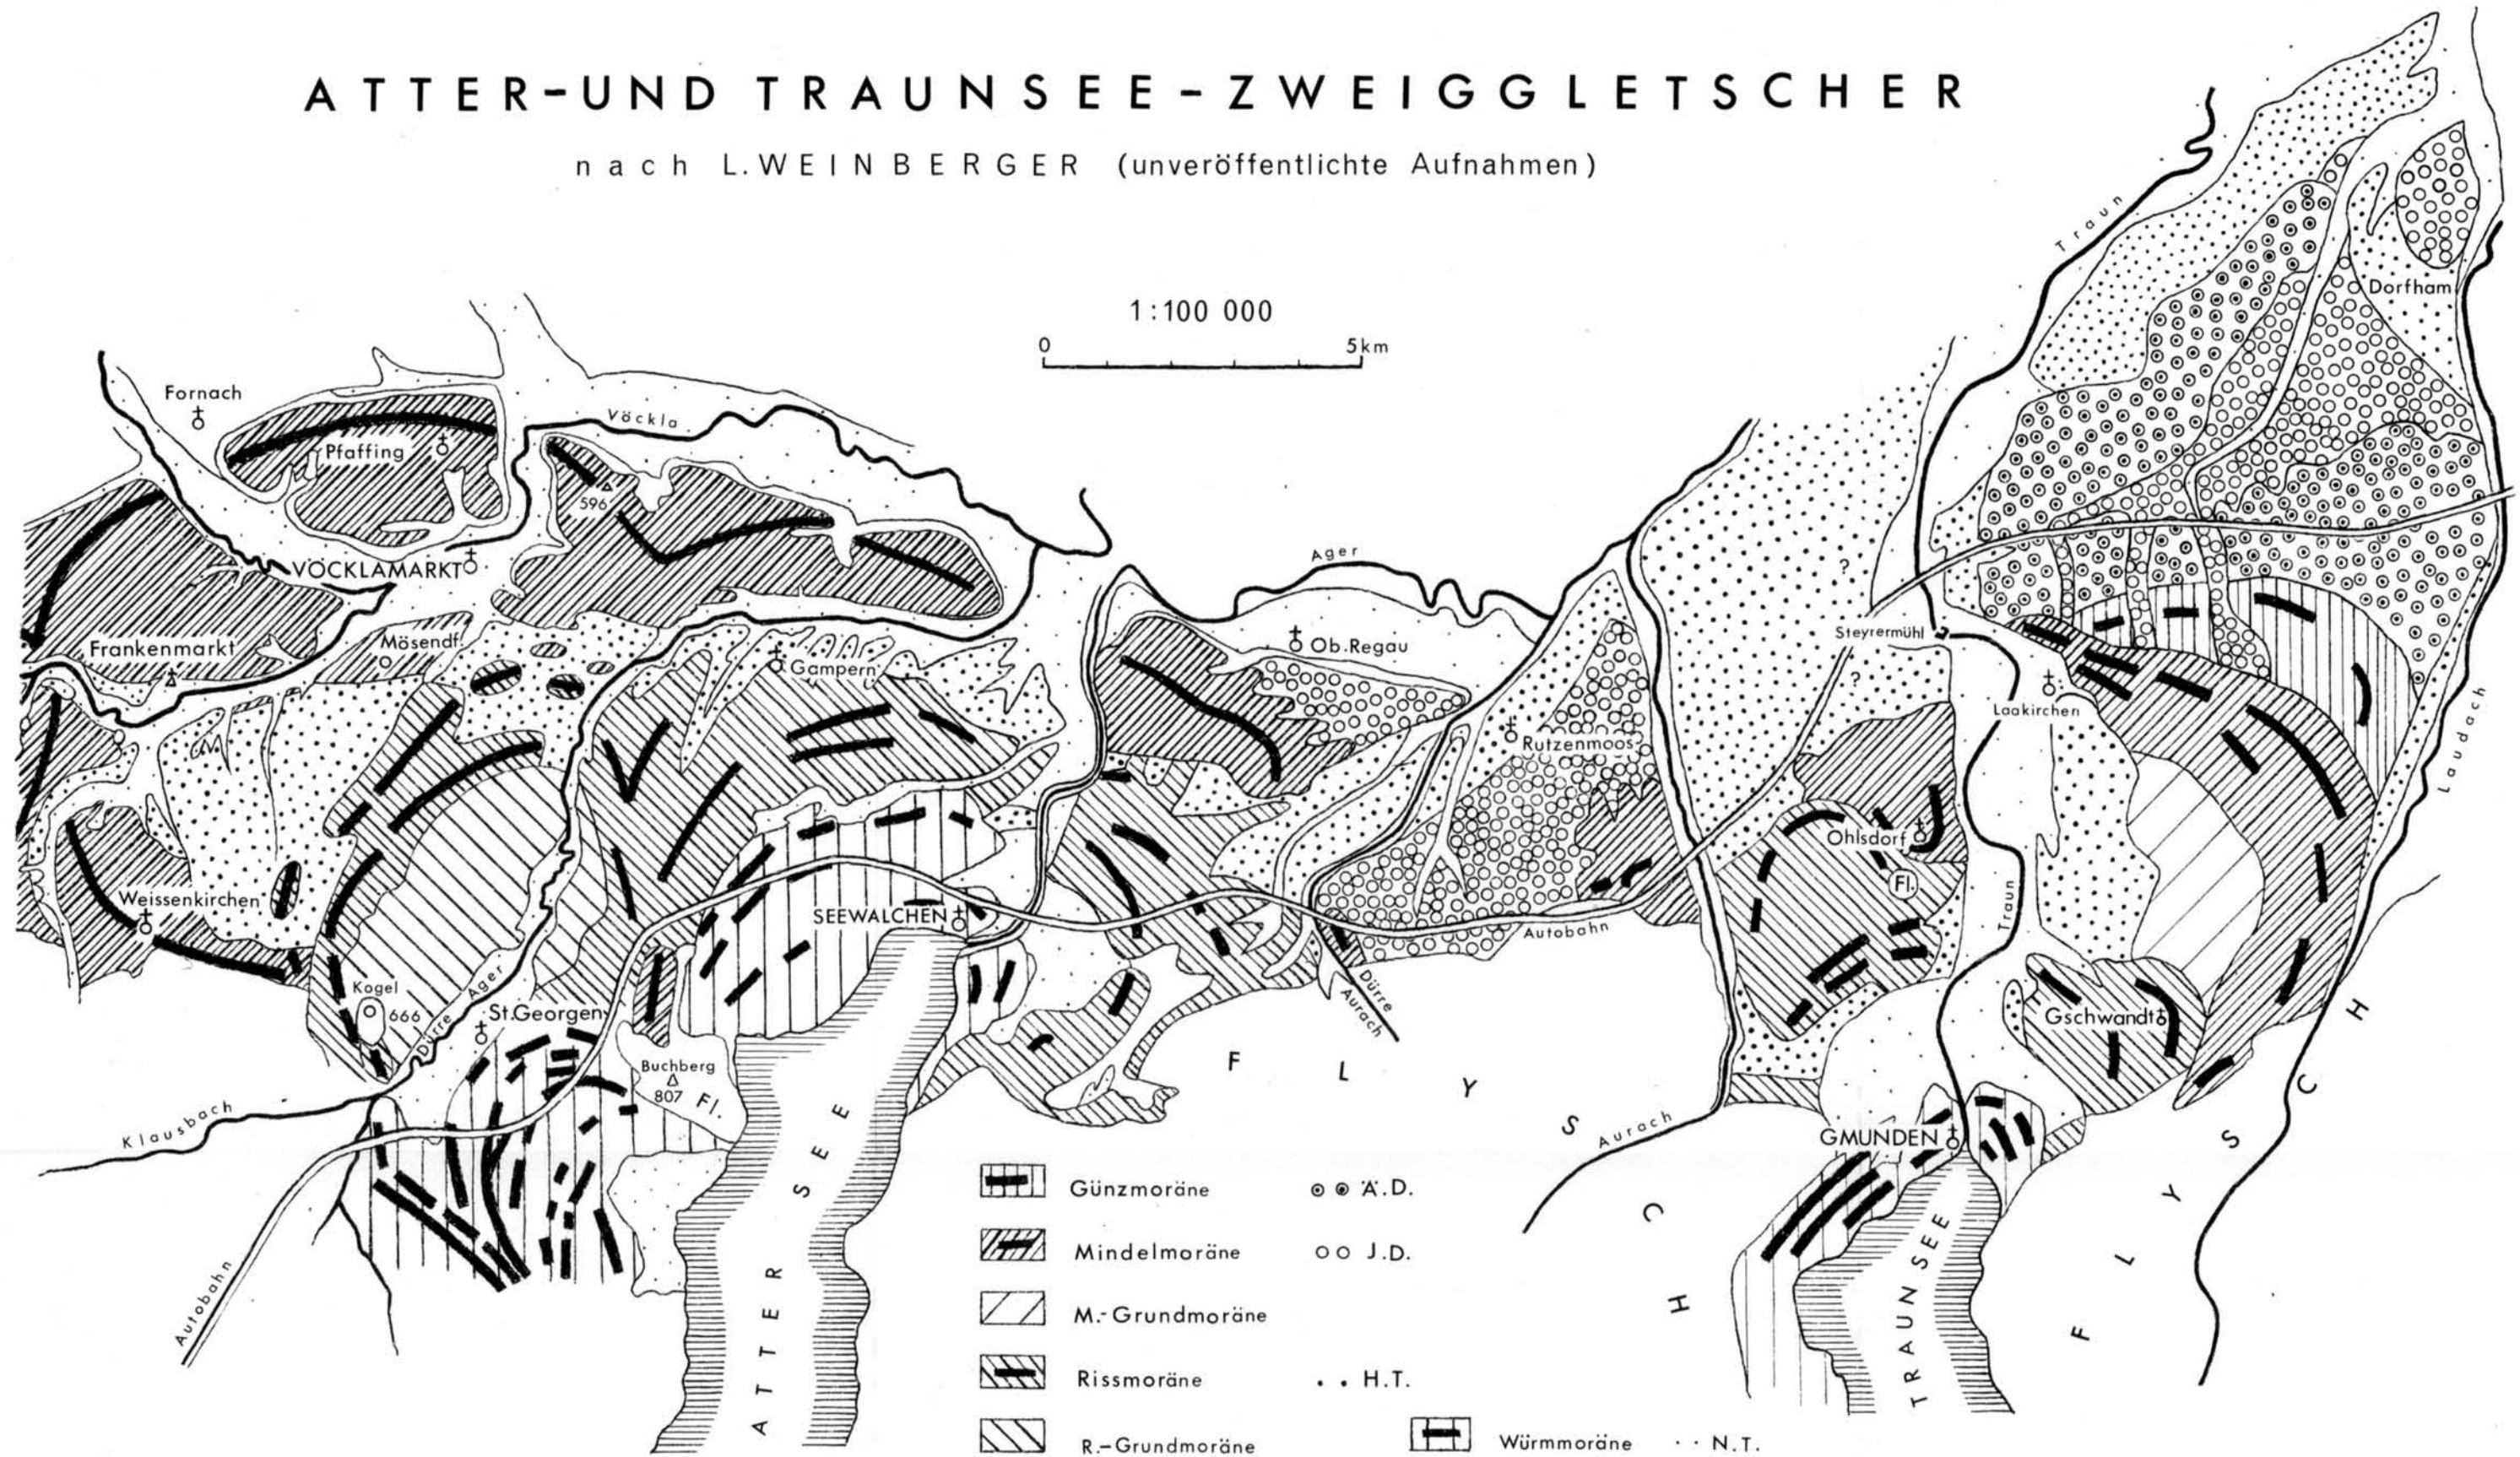 ATTER-UND TRAUNSEE-ZWEIGGLETSCHER
nach L. WEINBERGER (unveröffentlichte Aufnahmen)
1:100 000
0 5km
Traun
Dorfham
Fornach
Vöckla
Pfaffing
596
Ager
VÖCKLAMARKT
?
Steyrermühl
Mösendf.
Frankenmarkt
Ob.Regau
Gampern
?
Laakirchen
Laudach
Rutzenmoos
Ohlsdorf
Fl.
Weissenkirchen
SEEWALCHEN
Autobahn
Traun
Kogel
666
Dürre Ager
St.Georgen
Dürre
Aurach
Gschwandt
Buchberg
807 Fl.
FLYSCH
Klausbach
Aurach
GMUNDEN
FLYSCH
Autobahn
ATTER SEE
TRAUNSEE
Günzmoräne Ä.D.
Mindelmoräne J.D.
M.-Grundmoräne
Rissmoräne H.T.
R.-Grundmoräne Würmmoräne N.T.